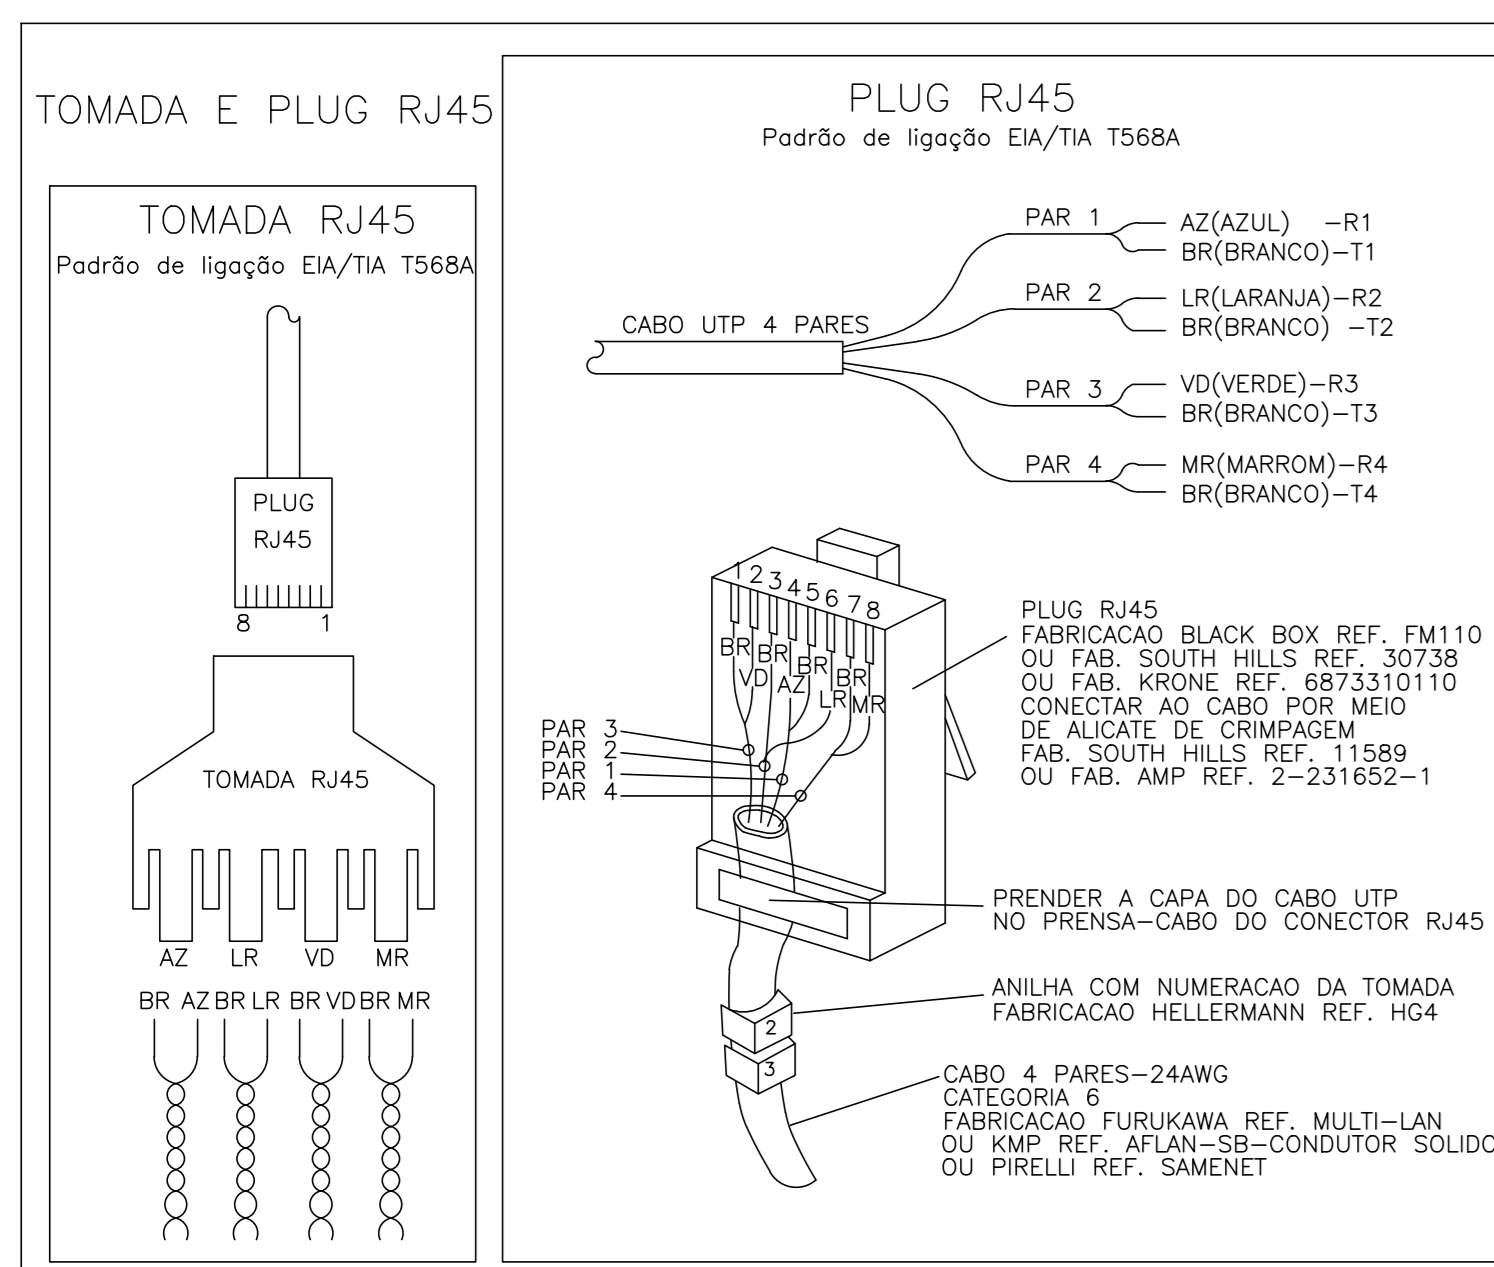 TOMADA E PLUG RJ45
TOMADA RJ45
Padrão de ligação EIA/TIA T568A
PLUG
RJ45
8 1
TOMADA RJ45
AZ LR VD MR
BR AZ BR LR BR VD BR MR
PLUG RJ45
Padrão de ligação EIA/TIA T568A
CABO UTP 4 PARES
PAR 1
AZ(AZUL) -R1
BR(BRANCO)-T1
PAR 2
LR(LARANJA)-R2
BR(BRANCO) -T2
PAR 3
VD(VERDE)-R3
BR(BRANCO)-T3
PAR 4
MR(MARROM)-R4
BR(BRANCO)-T4
1 2 3 4 5 6 7 8
BR VD BR AZ BR LR BR MR
PAR 3
PAR 2
PAR 1
PAR 4
PLUG RJ45
FABRICACAO BLACK BOX REF. FM110
OU FAB. SOUTH HILLS REF. 30738
OU FAB. KRONE REF. 6873310110
CONECTAR AO CABO POR MEIO
DE ALICATE DE CRIMPAGEM
FAB. SOUTH HILLS REF. 11589
OU FAB. AMP REF. 2-231652-1
PRENDER A CAPA DO CABO UTP
NO PRENSA-CABO DO CONECTOR RJ45
ANILHA COM NUMERACAO DA TOMADA
FABRICACAO HELLERMANN REF. HG4
2
3
CABO 4 PARES-24AWG
CATEGORIA 6
FABRICACAO FURUKAWA REF. MULTI-LAN
OU KMP REF. AFLAN-SB-CONDUTOR SOLIDO
OU PIRELLI REF. SAMENET